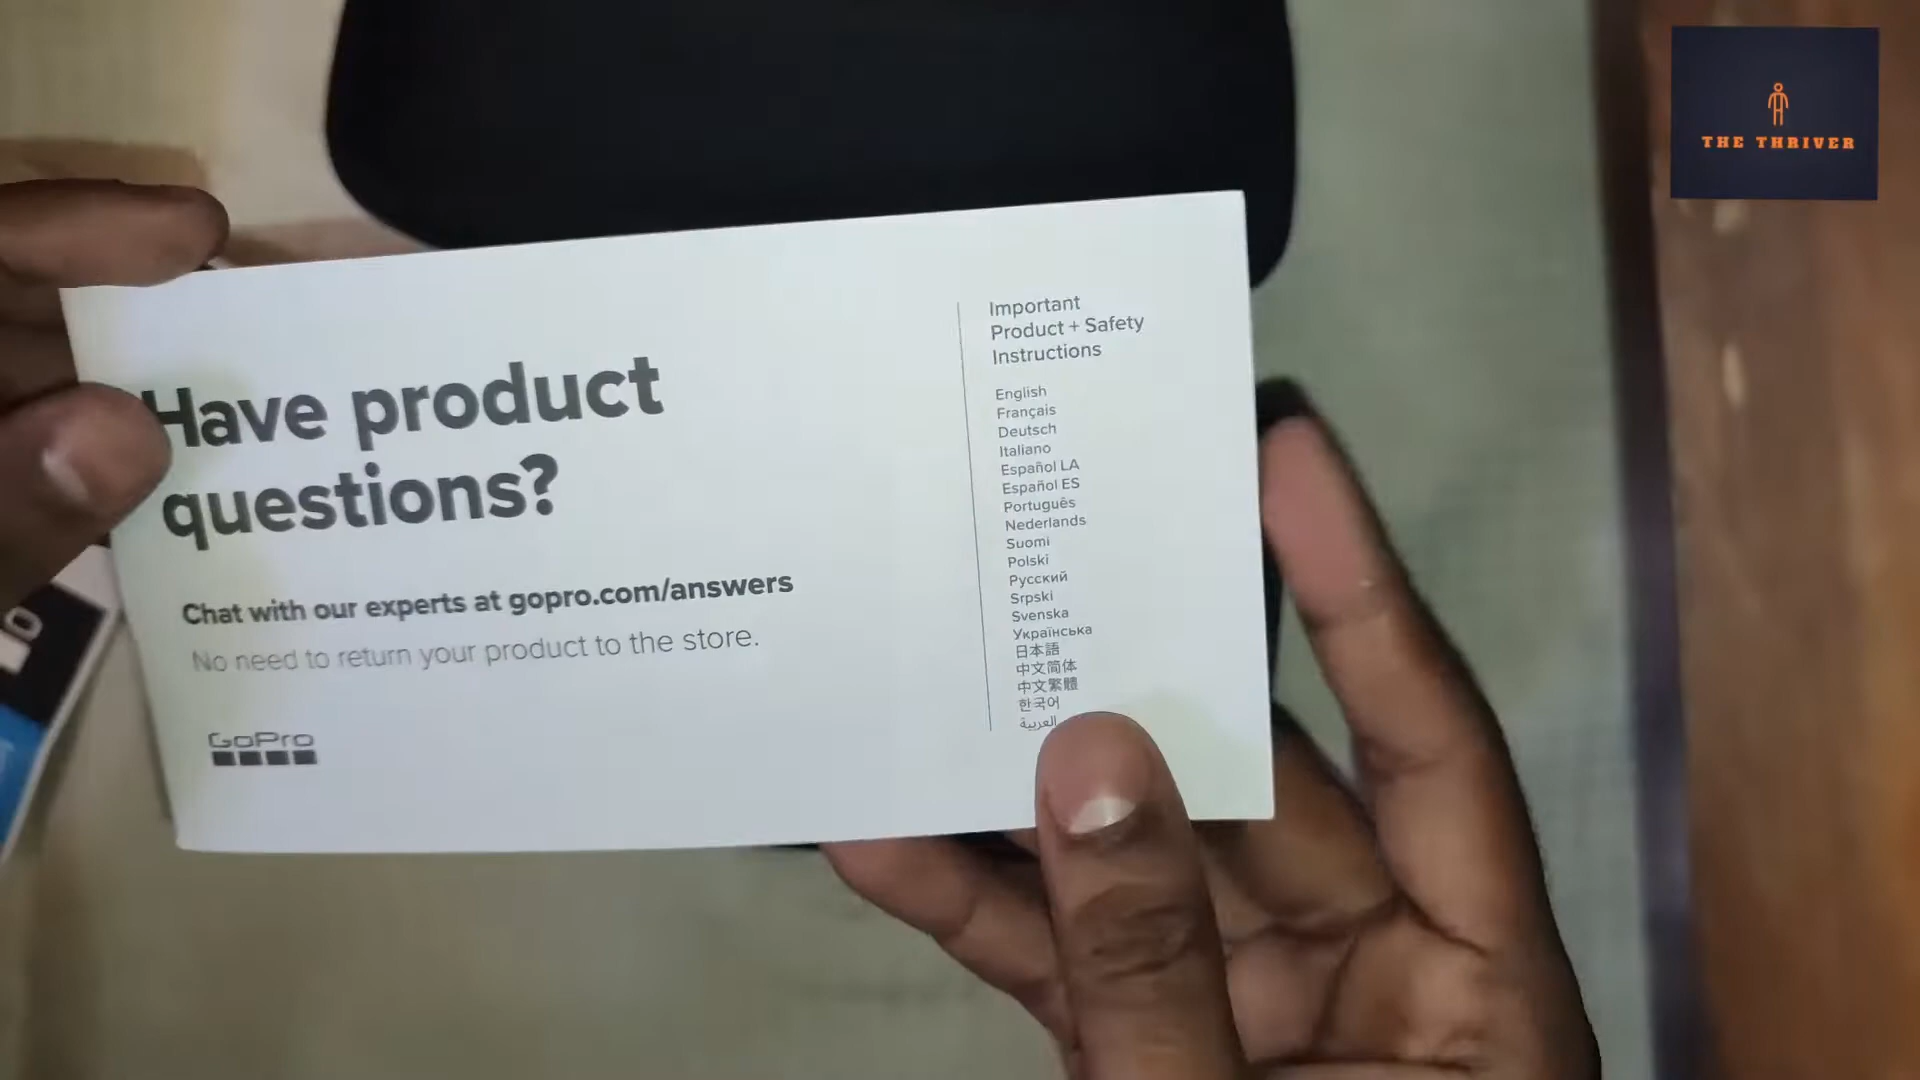 THE THRIVER
Have product
questions?
Chat with our experts at gopro.com/answers
No need to return your product to the store.
GoPro
Important
Product + Safety
Instructions
English
Français
Deutsch
Italiano
Español LA
Español ES
Português
Nederlands
Suomi
Polski
Русский
Srpski
Svenska
Українська
日本語
中文简体
中文繁體
한국어
العربية